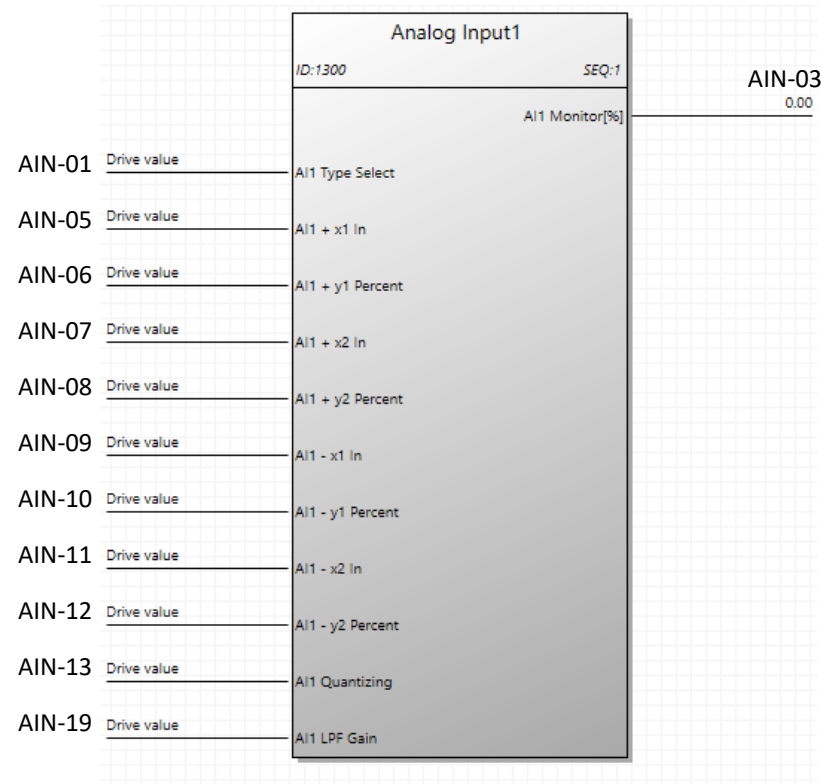 Analog Input1
ID:1300 SEQ:1
AIN-03
0.00
AI1 Monitor[%]
AIN-01 Drive value AI1 Type Select
AIN-05 Drive value AI1 + x1 In
AIN-06 Drive value AI1 + y1 Percent
AIN-07 Drive value AI1 + x2 In
AIN-08 Drive value AI1 + y2 Percent
AIN-09 Drive value AI1 - x1 In
AIN-10 Drive value AI1 - y1 Percent
AIN-11 Drive value AI1 - x2 In
AIN-12 Drive value AI1 - y2 Percent
AIN-13 Drive value AI1 Quantizing
AIN-19 Drive value AI1 LPF Gain